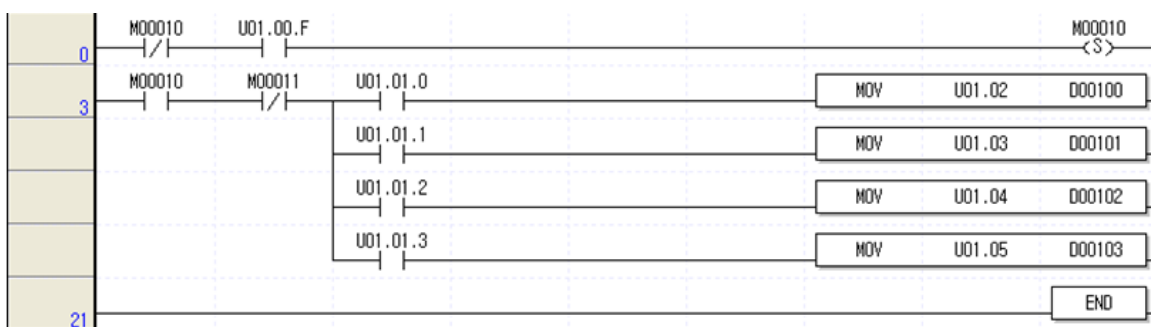 M00010 U01.00.F M00010
0 S
M00010 M00011 U01.01.0
3 MOV U01.02 D00100
U01.01.1
MOV U01.03 D00101
U01.01.2
MOV U01.04 D00102
U01.01.3
MOV U01.05 D00103
END
21